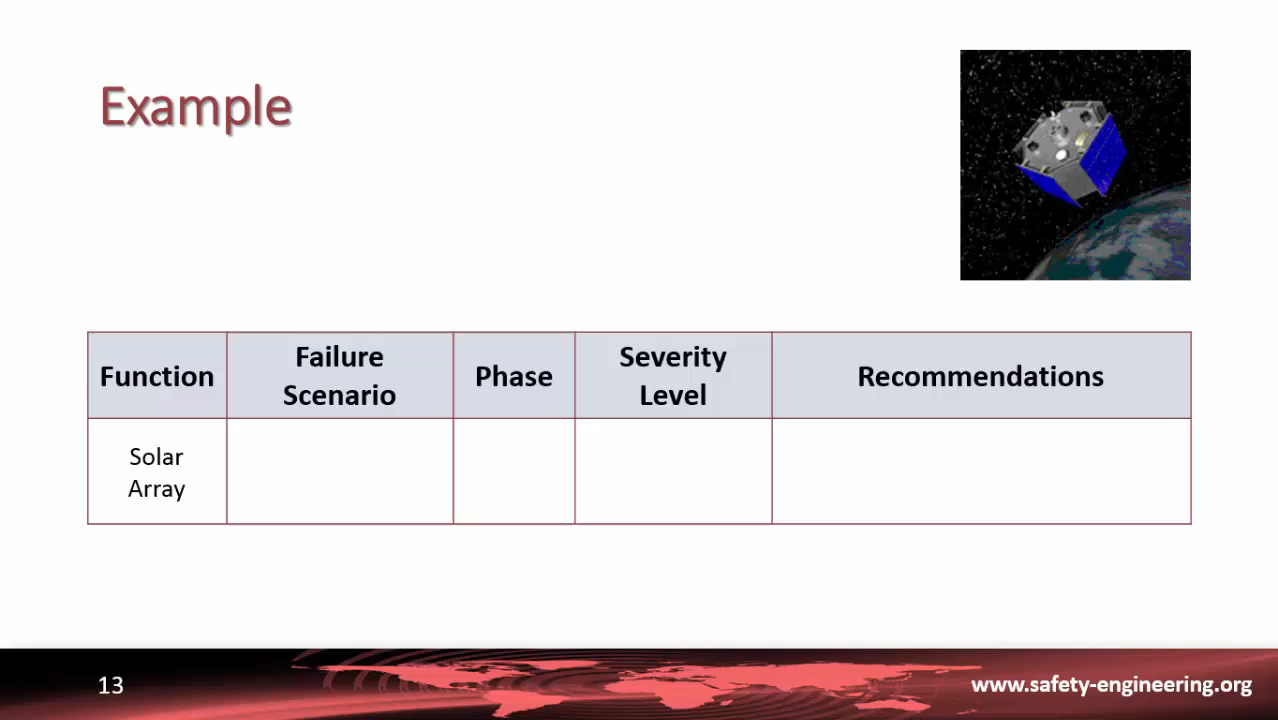 Example
Function
Failure
Scenario
Phase
Severity
Level
Recommendations
Solar
Array
13
www.safety-engineering.org